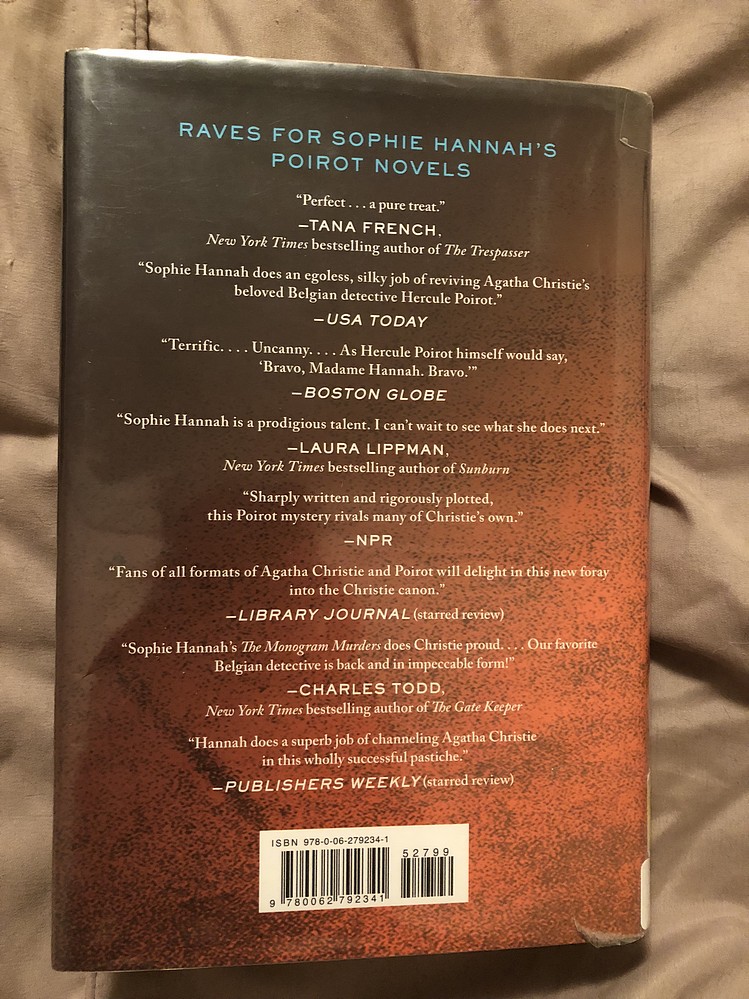 RAVES FOR SOPHIE HANNAH'S
POIROT NOVELS
“Perfect . . . a pure treat.”
—TANA FRENCH,
New York Times bestselling author of The Trespasser
“Sophie Hannah does an egoless, silky job of reviving Agatha Christie’s
beloved Belgian detective Hercule Poirot.”
—USA TODAY
“Terrific. . . . Uncanny. . . . As Hercule Poirot himself would say,
‘Bravo, Madame Hannah. Bravo.’”
—BOSTON GLOBE
“Sophie Hannah is a prodigious talent. I can’t wait to see what she does next.”
—LAURA LIPPMAN,
New York Times bestselling author of Sunburn
“Sharply written and rigorously plotted,
this Poirot mystery rivals many of Christie’s own.”
—NPR
“Fans of all formats of Agatha Christie and Poirot will delight in this new foray
into the Christie canon.”
—LIBRARY JOURNAL (starred review)
“Sophie Hannah’s The Monogram Murders does Christie proud. . . . Our favorite
Belgian detective is back and in impeccable form!”
—CHARLES TODD,
New York Times bestselling author of The Gate Keeper
“Hannah does a superb job of channeling Agatha Christie
in this wholly successful pastiche.”
—PUBLISHERS WEEKLY (starred review)
ISBN 978-0-06-279234-1
52799
9 780062 792341